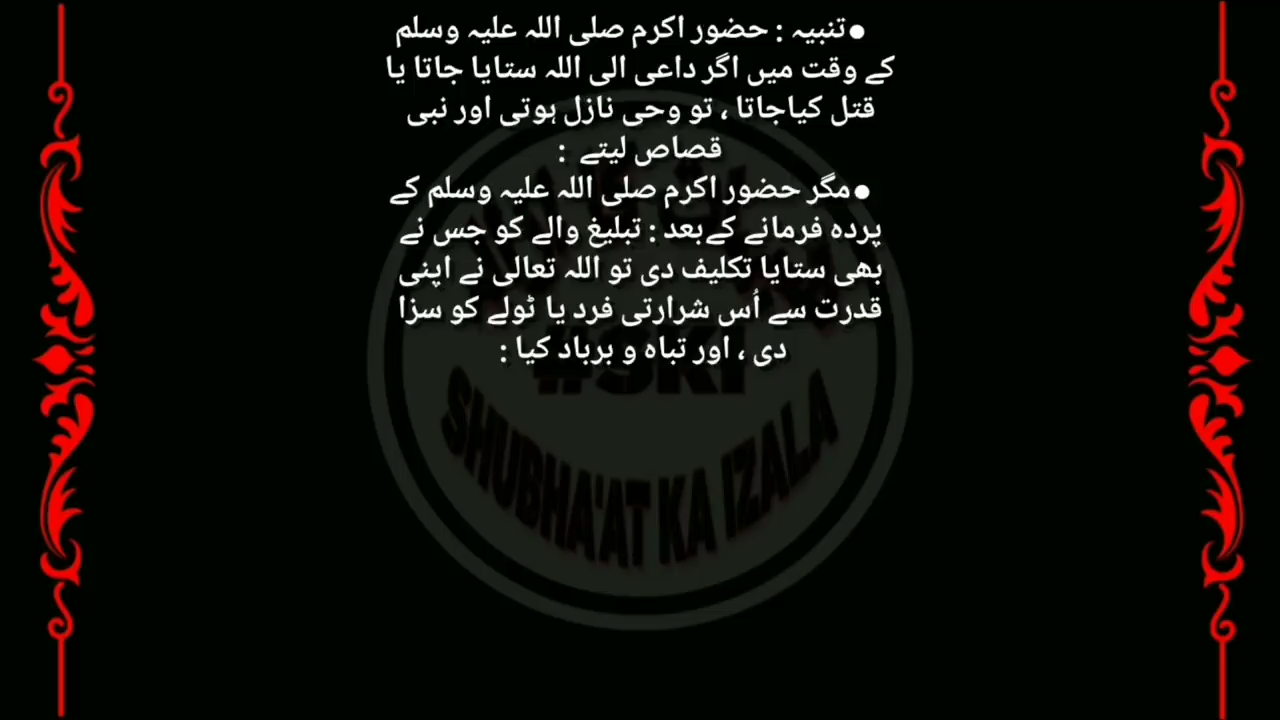 ●تنبیہ : حضور اکرم صلی اللہ علیہ وسلم
کے وقت میں اگر داعی الی اللہ ستایا جاتا یا
قتل کیاجاتا ، تو وحی نازل ہوتی اور نبی
قصاص لیتے :
●مگر حضور اکرم صلی اللہ علیہ وسلم کے
پردہ فرمانے کےبعد : تبلیغ والے کو جس نے
بھی ستایا تکلیف دی تو اللہ تعالی نے اپنی
قدرت سے اُس شرارتی فرد یا ٹولے کو سزا
دی ، اور تباہ و برباد کیا :
#SKI
SHUBHA'AT KA IZALA